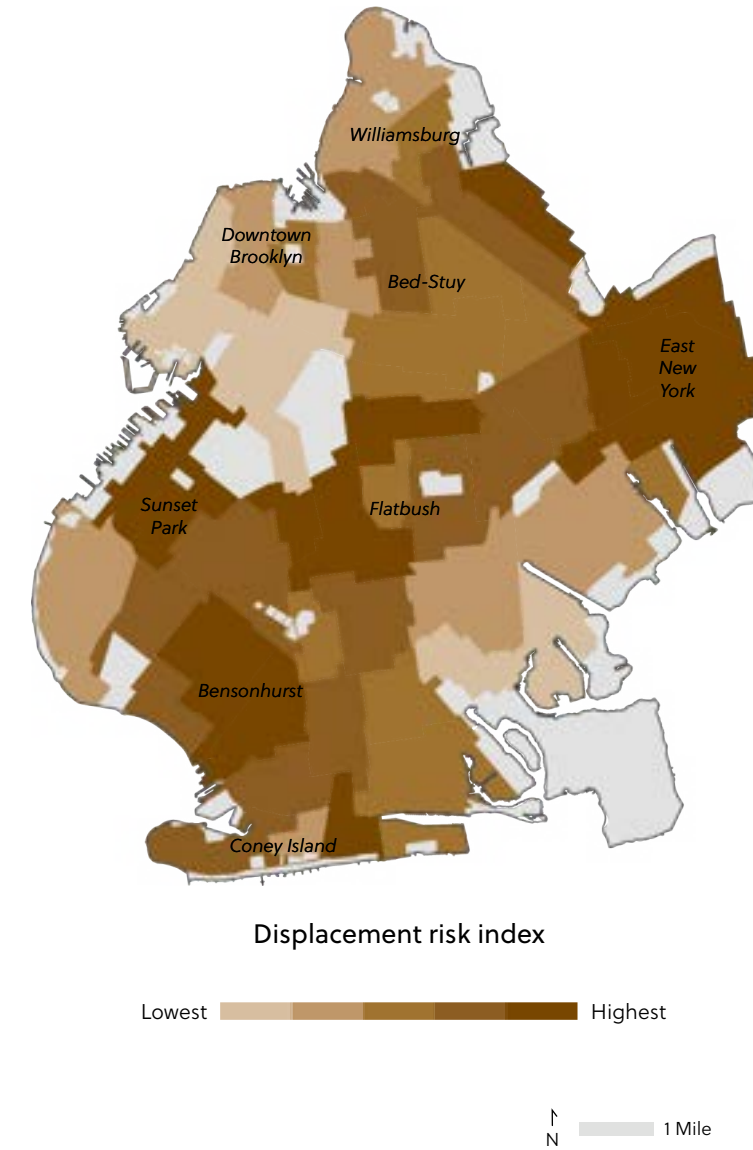 Williamsburg
Downtown
Brooklyn
Bed-Stuy
East
New
York
Sunset
Park
Flatbush
Bensonhurst
Coney Island
Displacement risk index
Lowest
Highest
N
1 Mile